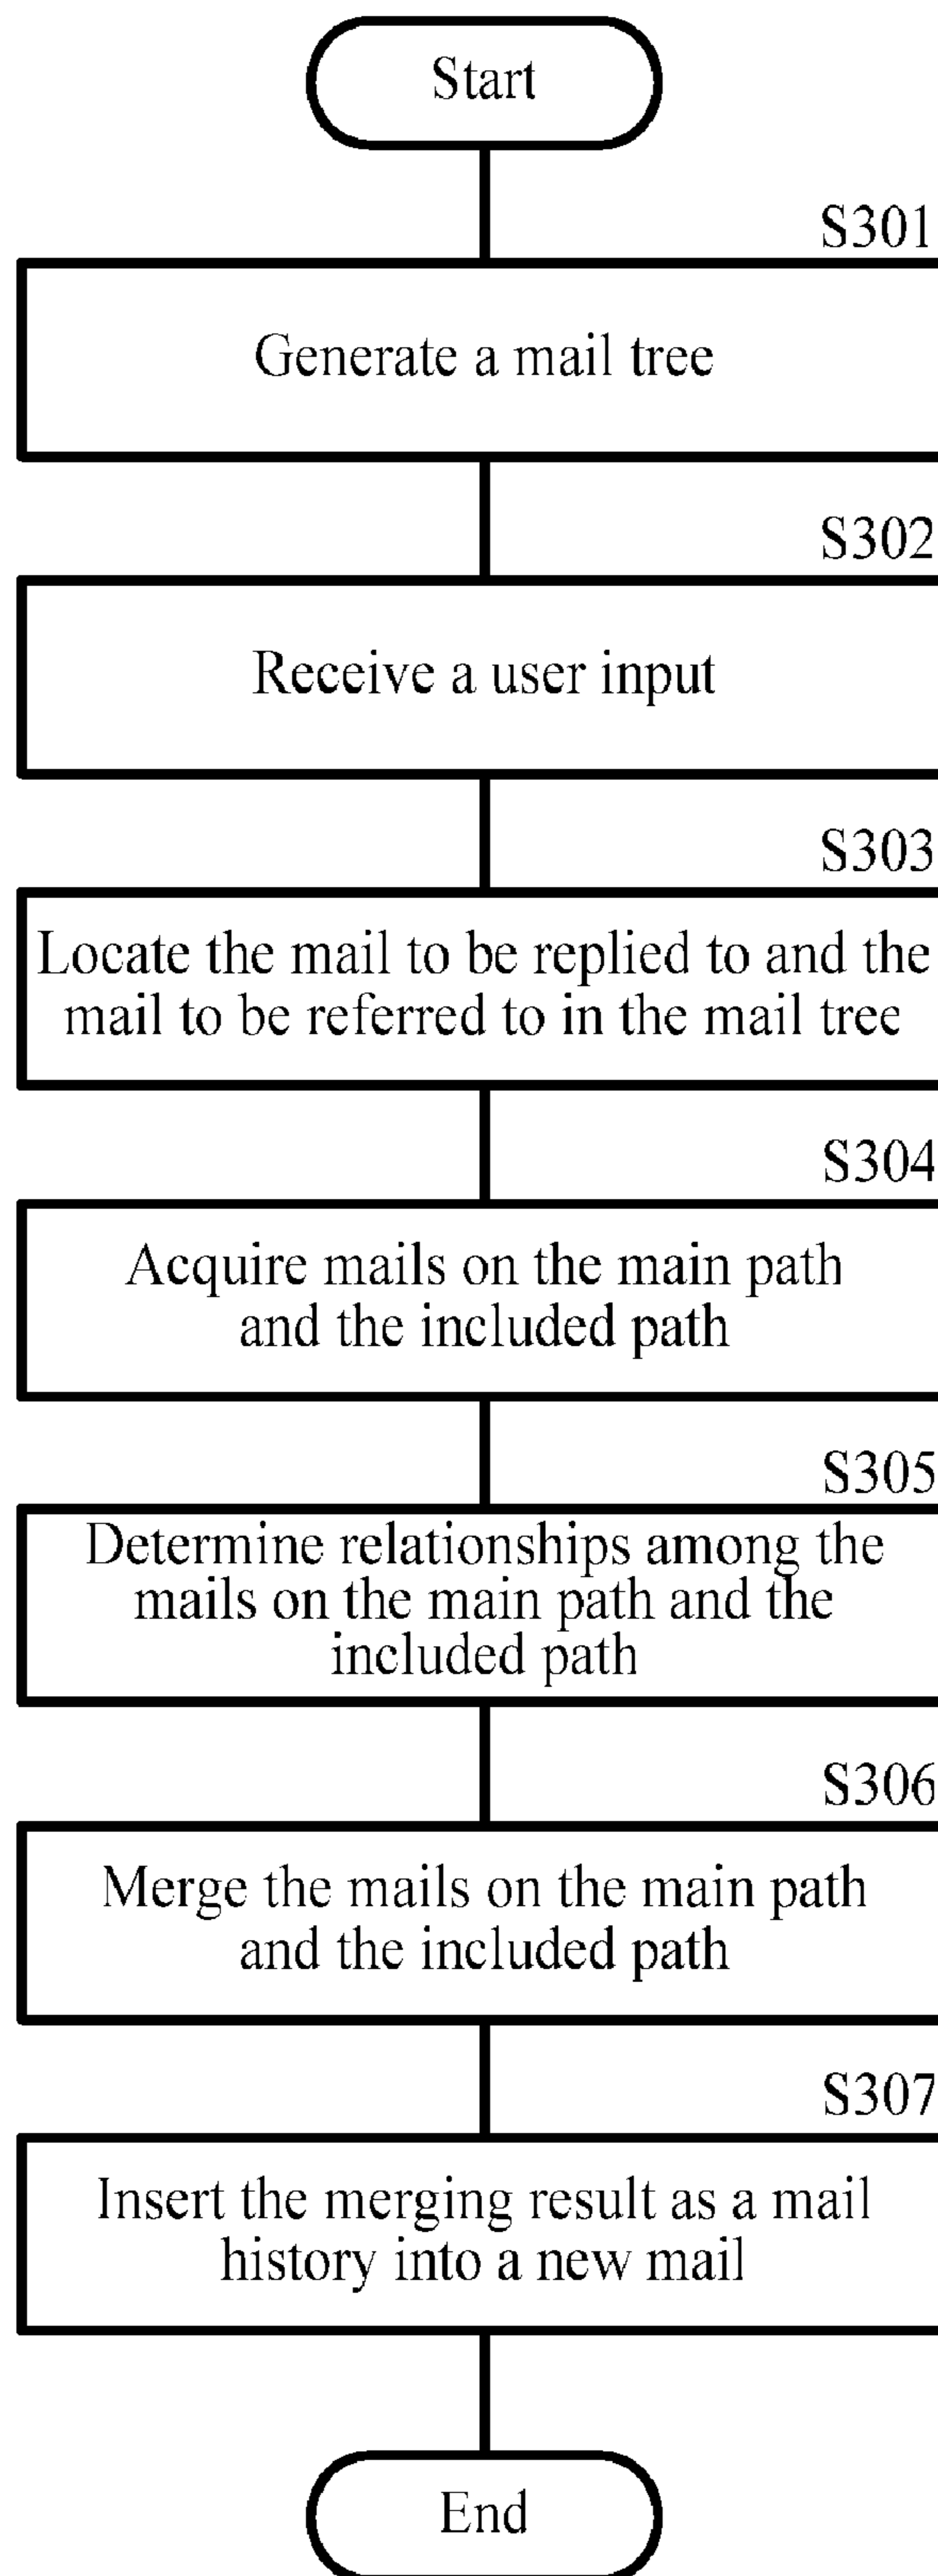 Start
S301
Generate a mail tree
S302
Receive a user input
S303
Locate the mail to be replied to and the
mail to be referred to in the mail tree
S304
Acquire mails on the main path
and the included path
S305
Determine relationships among the
mails on the main path and the
included path
S306
Merge the mails on the main path
and the included path
S307
Insert the merging result as a mail
history into a new mail
End